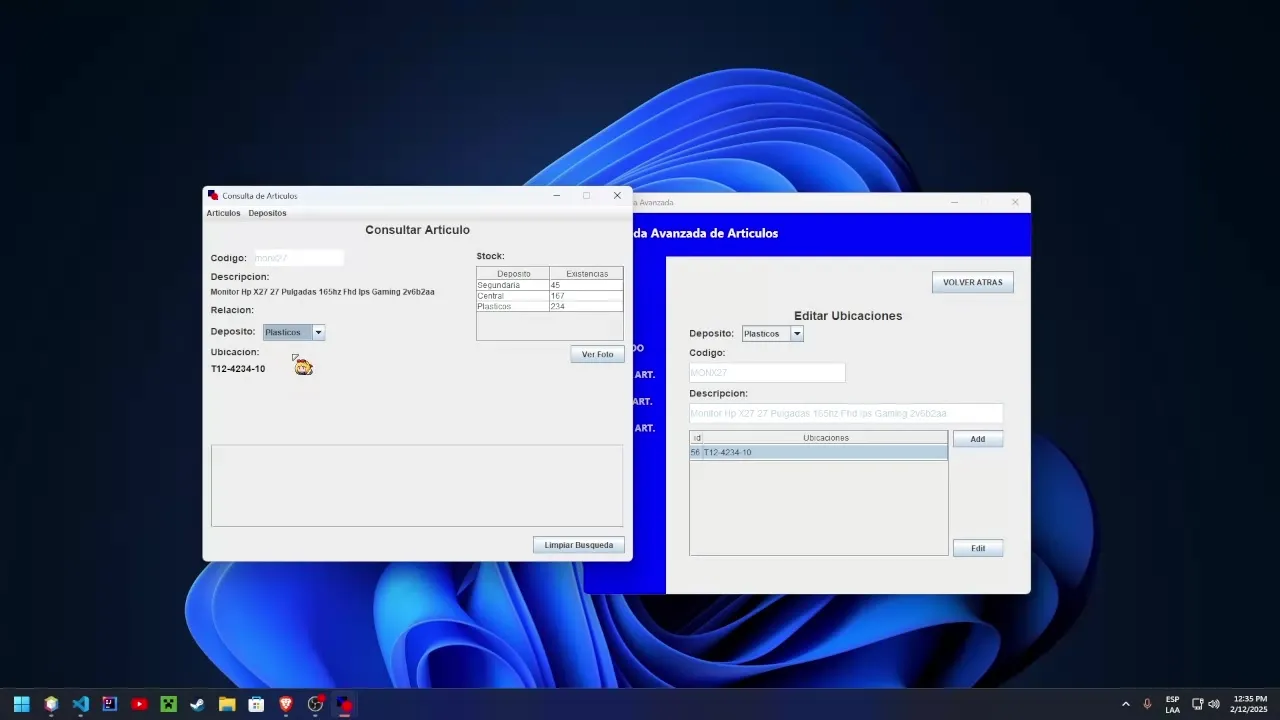 Consulta de Articulos
Articulos Depositos
Consultar Articulo
Codigo: monx27
Descripcion:
Monitor Hp X27 27 Pulgadas 165hz Fhd Ips Gaming 2v6b2aa
Relacion:
Deposito: Plasticos
Ubicacion:
T12-4234-10
Stock:
Deposito Existencias
Segundaria 45
Central 167
Plasticos 234
Ver Foto
Limpiar Busqueda
a Avanzada
da Avanzada de Articulos
DO
ART.
ART.
ART.
VOLVER ATRAS
Editar Ubicaciones
Deposito: Plasticos
Codigo:
MONX27
Descripcion:
Monitor Hp X27 27 Pulgadas 165hz Fhd Ips Gaming 2v6b2aa
id Ubicaciones
56 T12-4234-10
Add
Edit
ESP
LAA
12:35 PM
2/12/2025